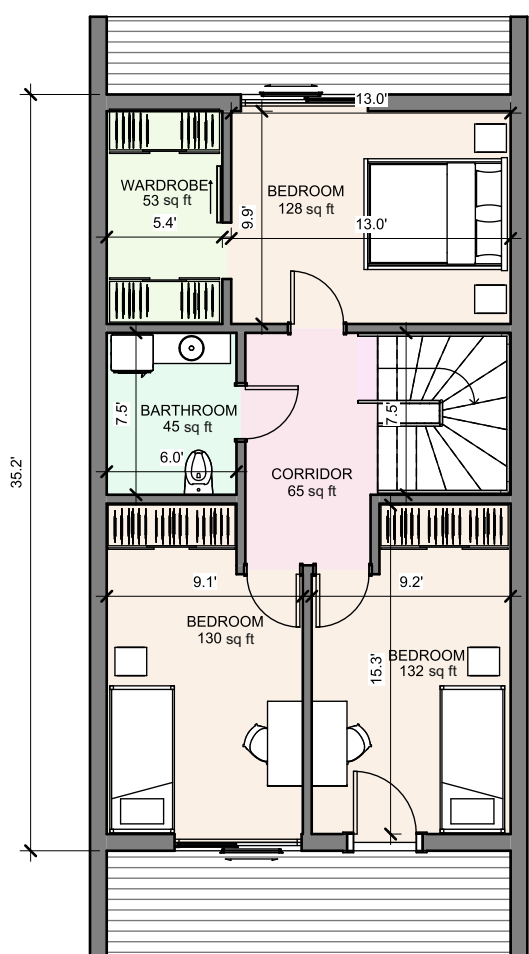 13.0'
WARDROBE
53 sq ft
BEDROOM
128 sq ft
5.4'
9.9'
13.0'
7.5'
BARTHROOM
45 sq ft
6.0'
7.5'
CORRIDOR
65 sq ft
35.2'
9.1'
9.2'
BEDROOM
130 sq ft
15.3'
BEDROOM
132 sq ft